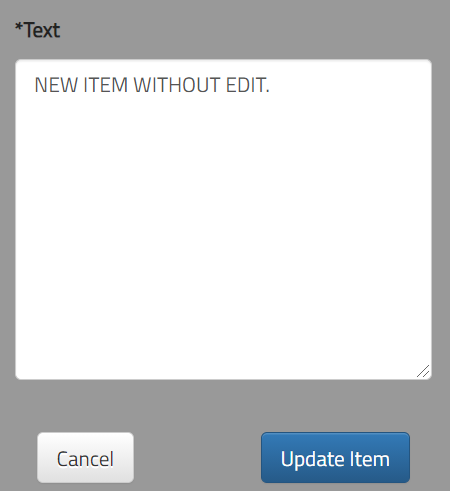 *Text
NEW ITEM WITHOUT EDIT.
Cancel
Update Item